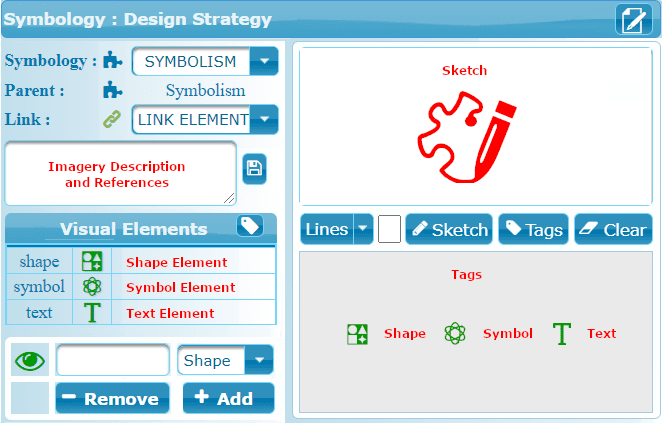 Symbology : Design Strategy
Symbology : SYMBOLISM
Parent : Symbolism
Link : LINK ELEMENT
Imagery Description
and References
Visual Elements
shape Shape Element
symbol Symbol Element
text T Text Element
Shape
Remove Add
Sketch
Lines Sketch Tags Clear
Tags
Shape Symbol T Text